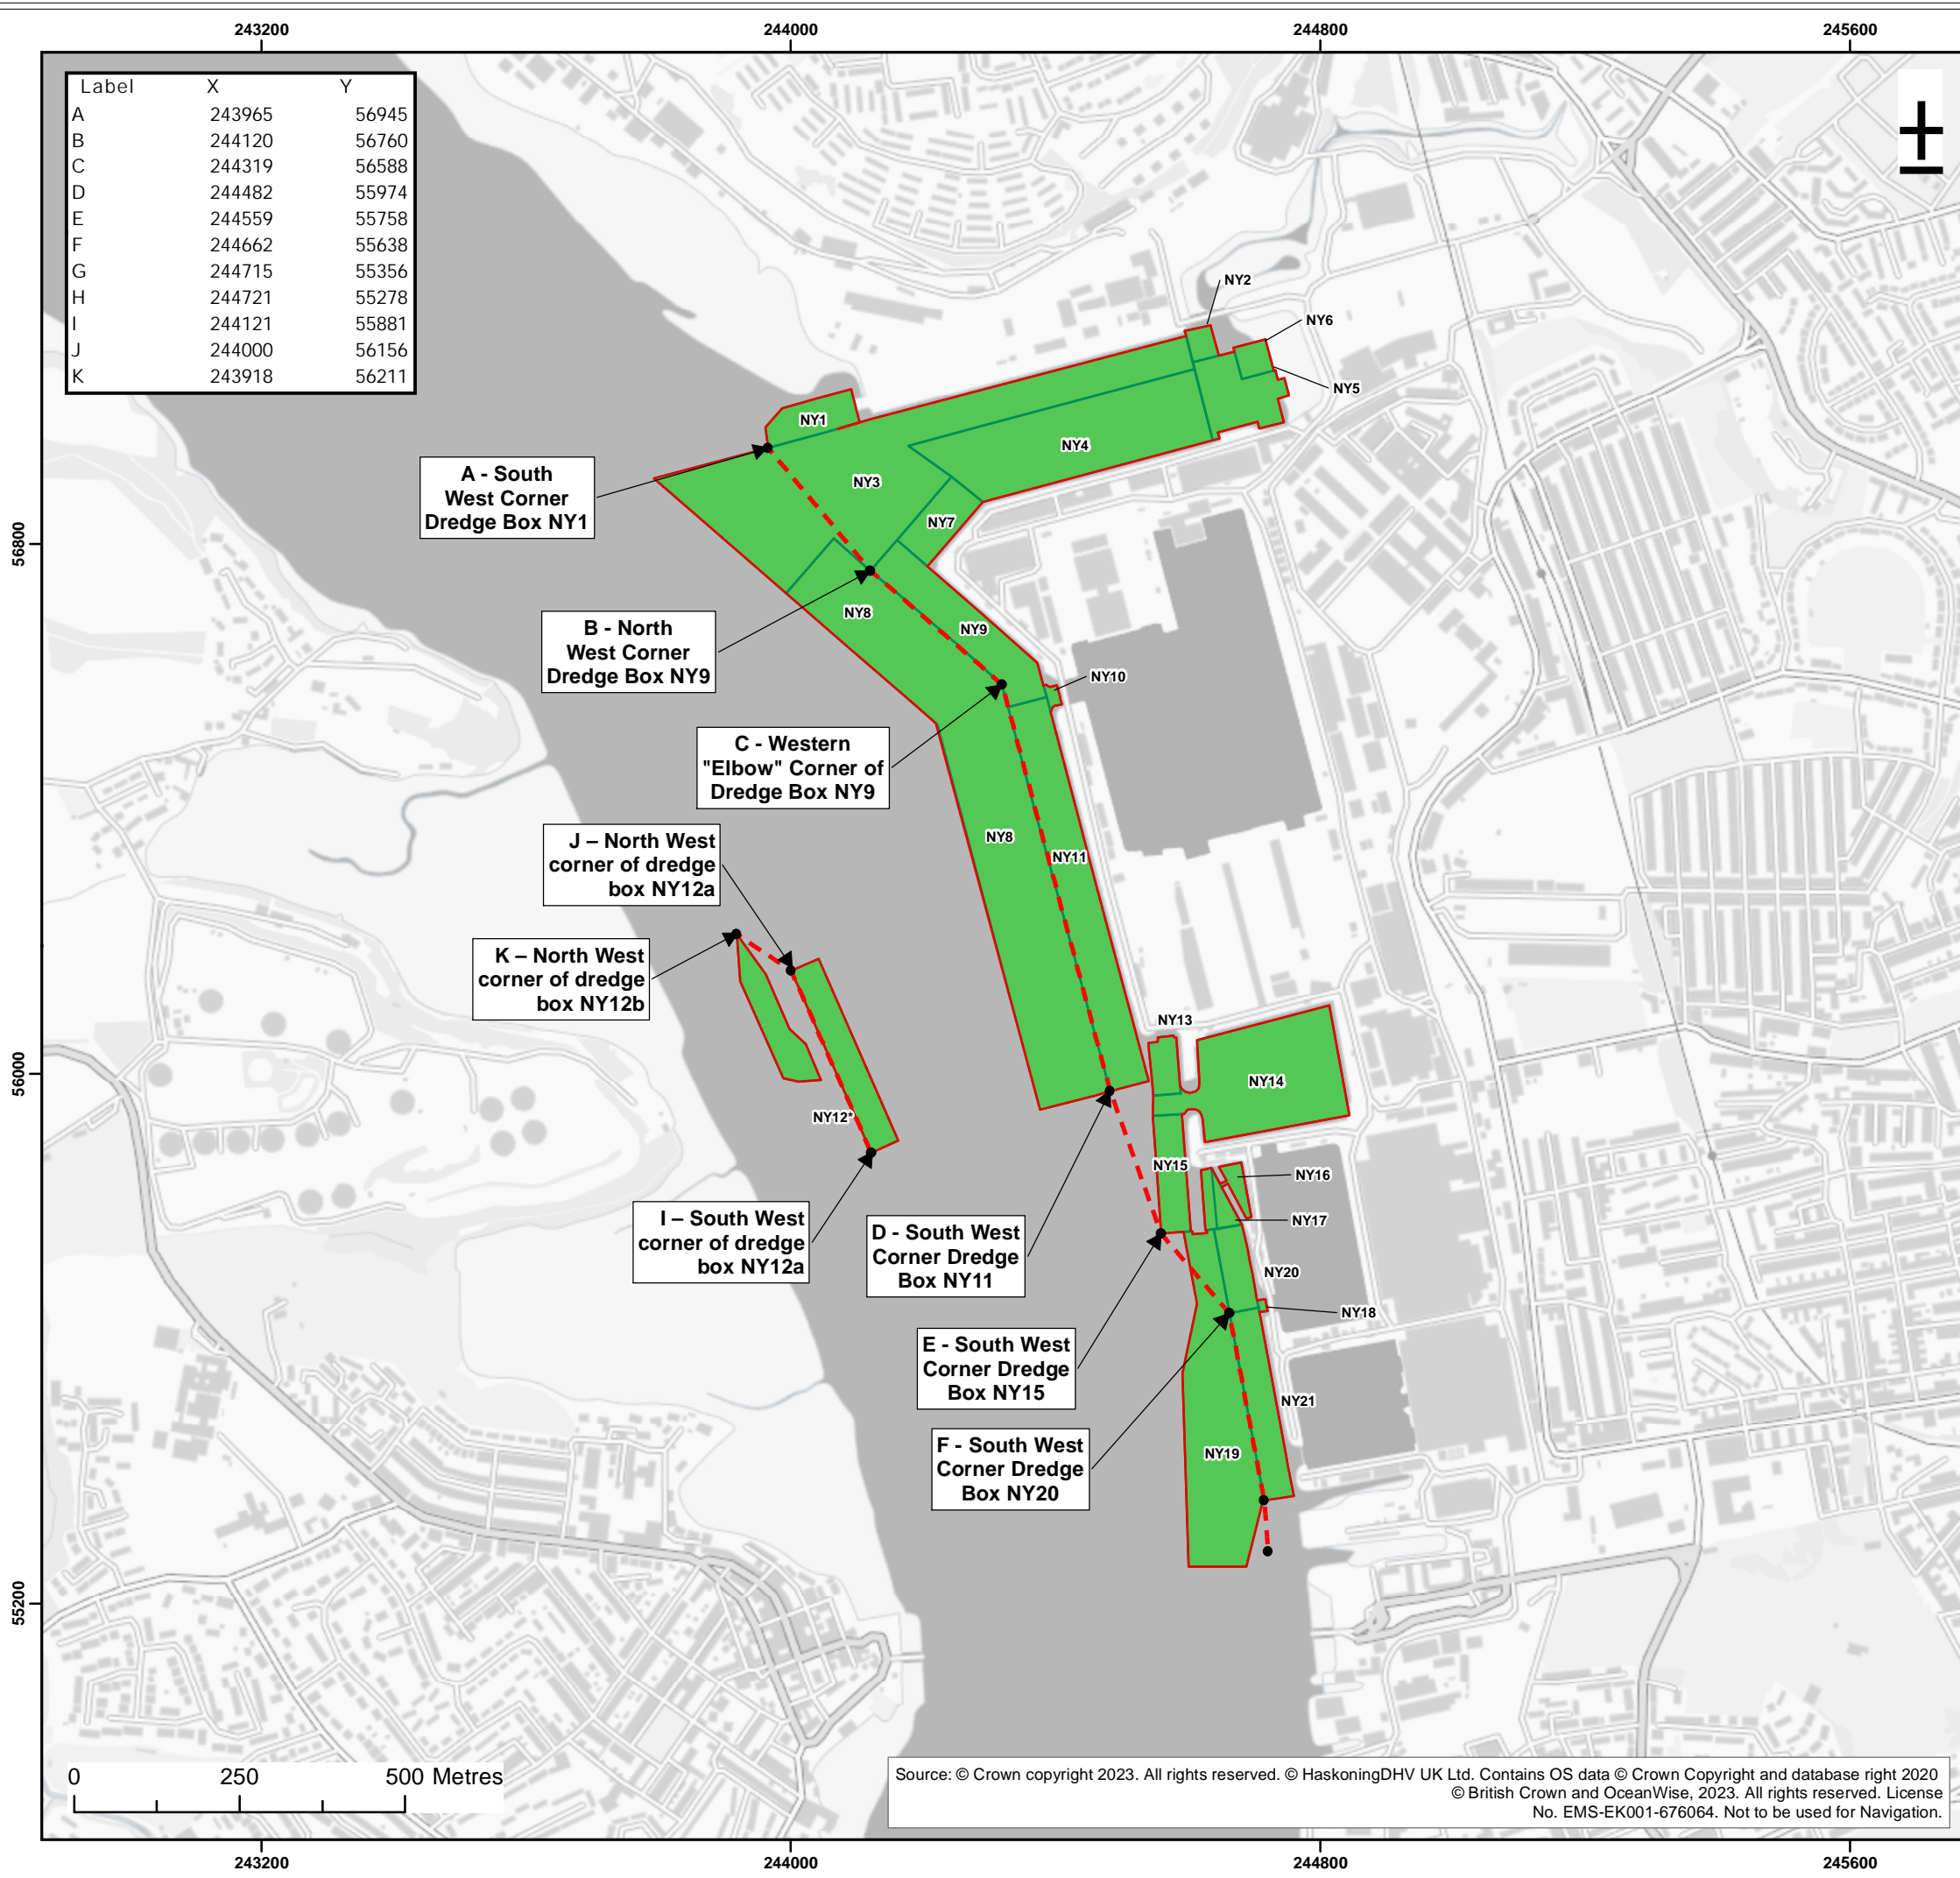 243200 244000 244800 245600
Label X Y
A 243965 56945
B 244120 56760
C 244319 56588
D 244482 55974
E 244559 55758
F 244662 55638
G 244715 55356
H 244721 55278
I 244121 55881
J 244000 56156
K 243918 56211
NY2
NY6
NY5
NY1
NY4
NY3
NY7
A - South
West Corner
Dredge Box NY1
56800
NY8
NY9
B - North
West Corner
Dredge Box NY9
NY10
C - Western
"Elbow" Corner of
Dredge Box NY9
NY8
NY11
J – North West
corner of dredge
box NY12a
K – North West
corner of dredge
box NY12b
NY13
56000
NY14
NY12*
NY15
NY16
NY17
I – South West
corner of dredge
box NY12a
D - South West
Corner Dredge
Box NY11
NY20
NY18
E - South West
Corner Dredge
Box NY15
NY21
NY19
F - South West
Corner Dredge
Box NY20
55200
0 250 500 Metres
Source: © Crown copyright 2023. All rights reserved. © HaskoningDHV UK Ltd. Contains OS data © Crown Copyright and database right 2020
© British Crown and OceanWise, 2023. All rights reserved. License
No. EMS-EK001-676064. Not to be used for Navigation.
243200 244000 244800 245600